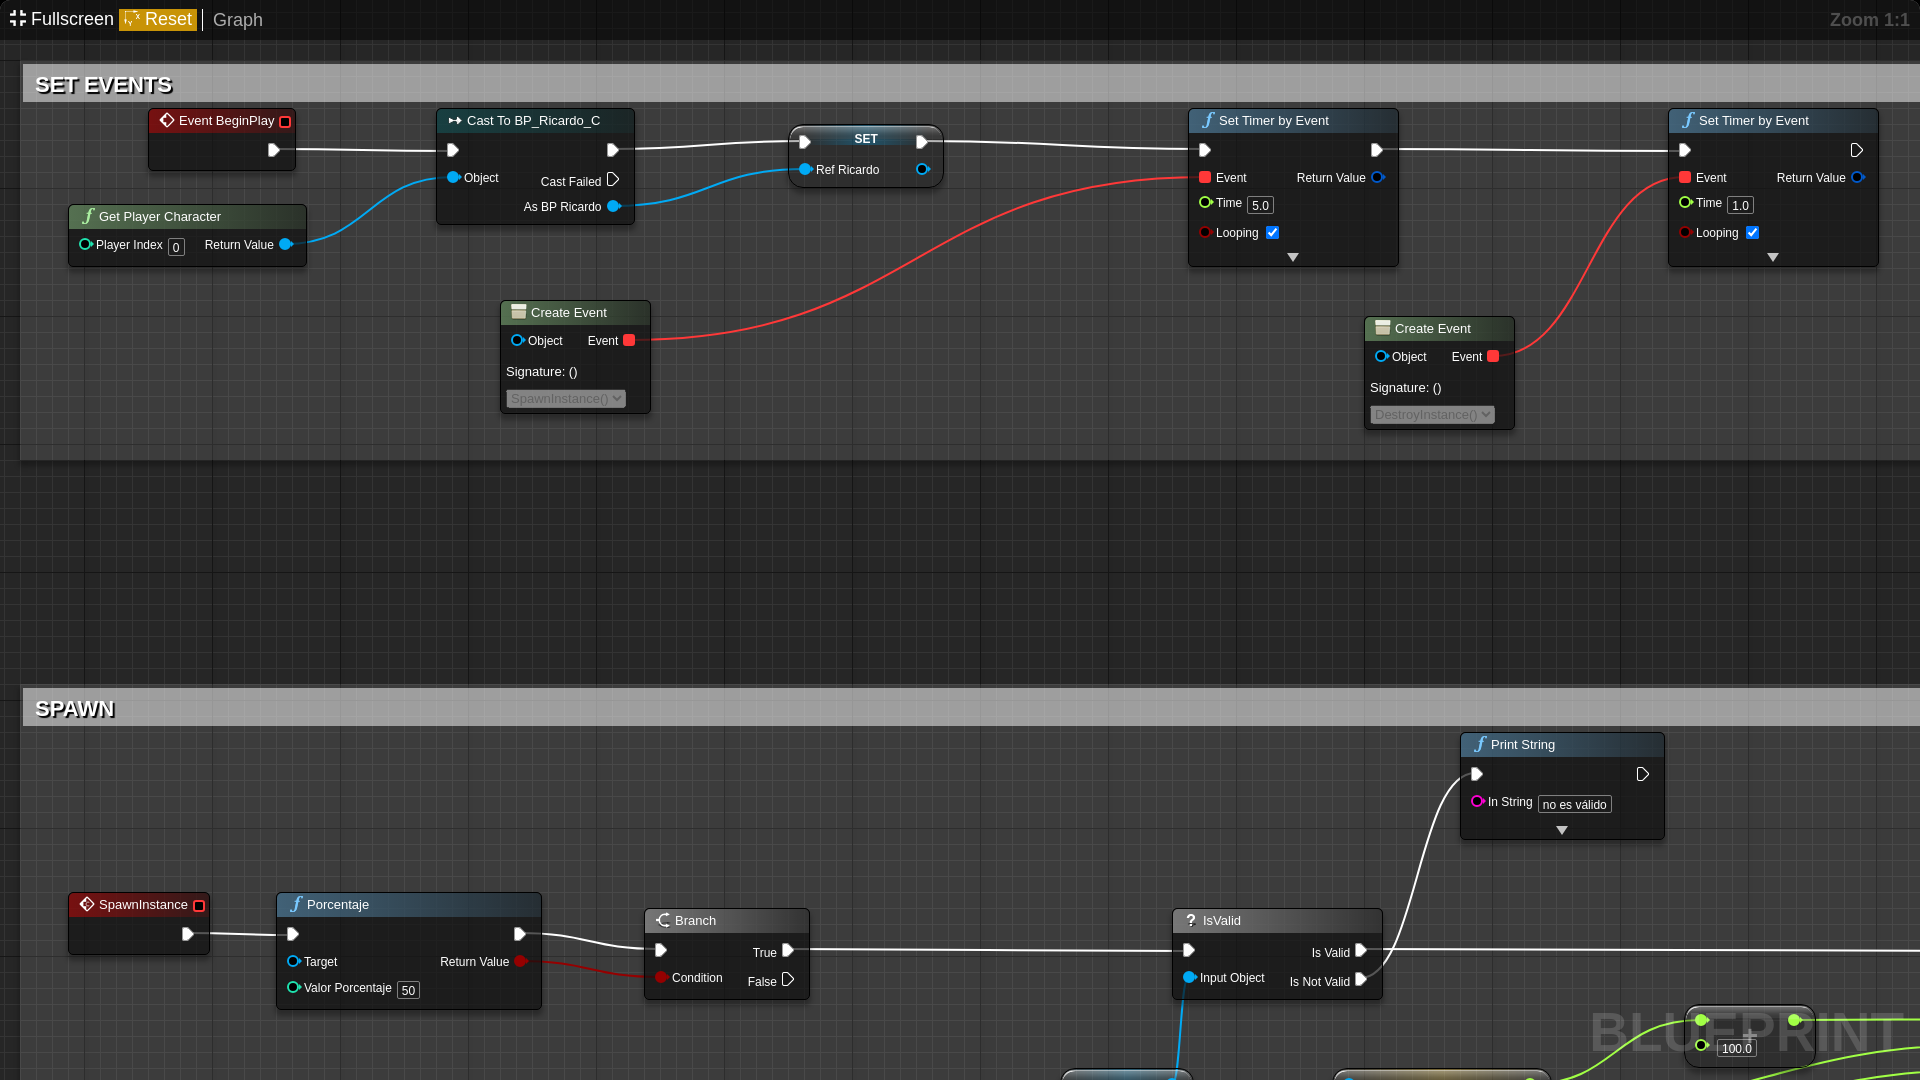 Fullscreen Reset Graph Zoom 1:1
SET EVENTS
Event BeginPlay
Cast To BP_Ricardo_C
Object
Cast Failed
As BP Ricardo
SET
Ref Ricardo
Set Timer by Event
Event Return Value
Time 5.0
Looping
Set Timer by Event
Event Return Value
Time 1.0
Looping
Get Player Character
Player Index 0 Return Value
Create Event
Object Event
Signature: ()
SpawnInstance()
Create Event
Object Event
Signature: ()
DestroyInstance()
SPAWN
Print String
In String no es válido
SpawnInstance
Porcentaje
Target Return Value
Valor Porcentaje 50
Branch
True
Condition
False
? IsValid
Is Valid
Input Object
Is Not Valid
+
100.0
BLUEPRINT